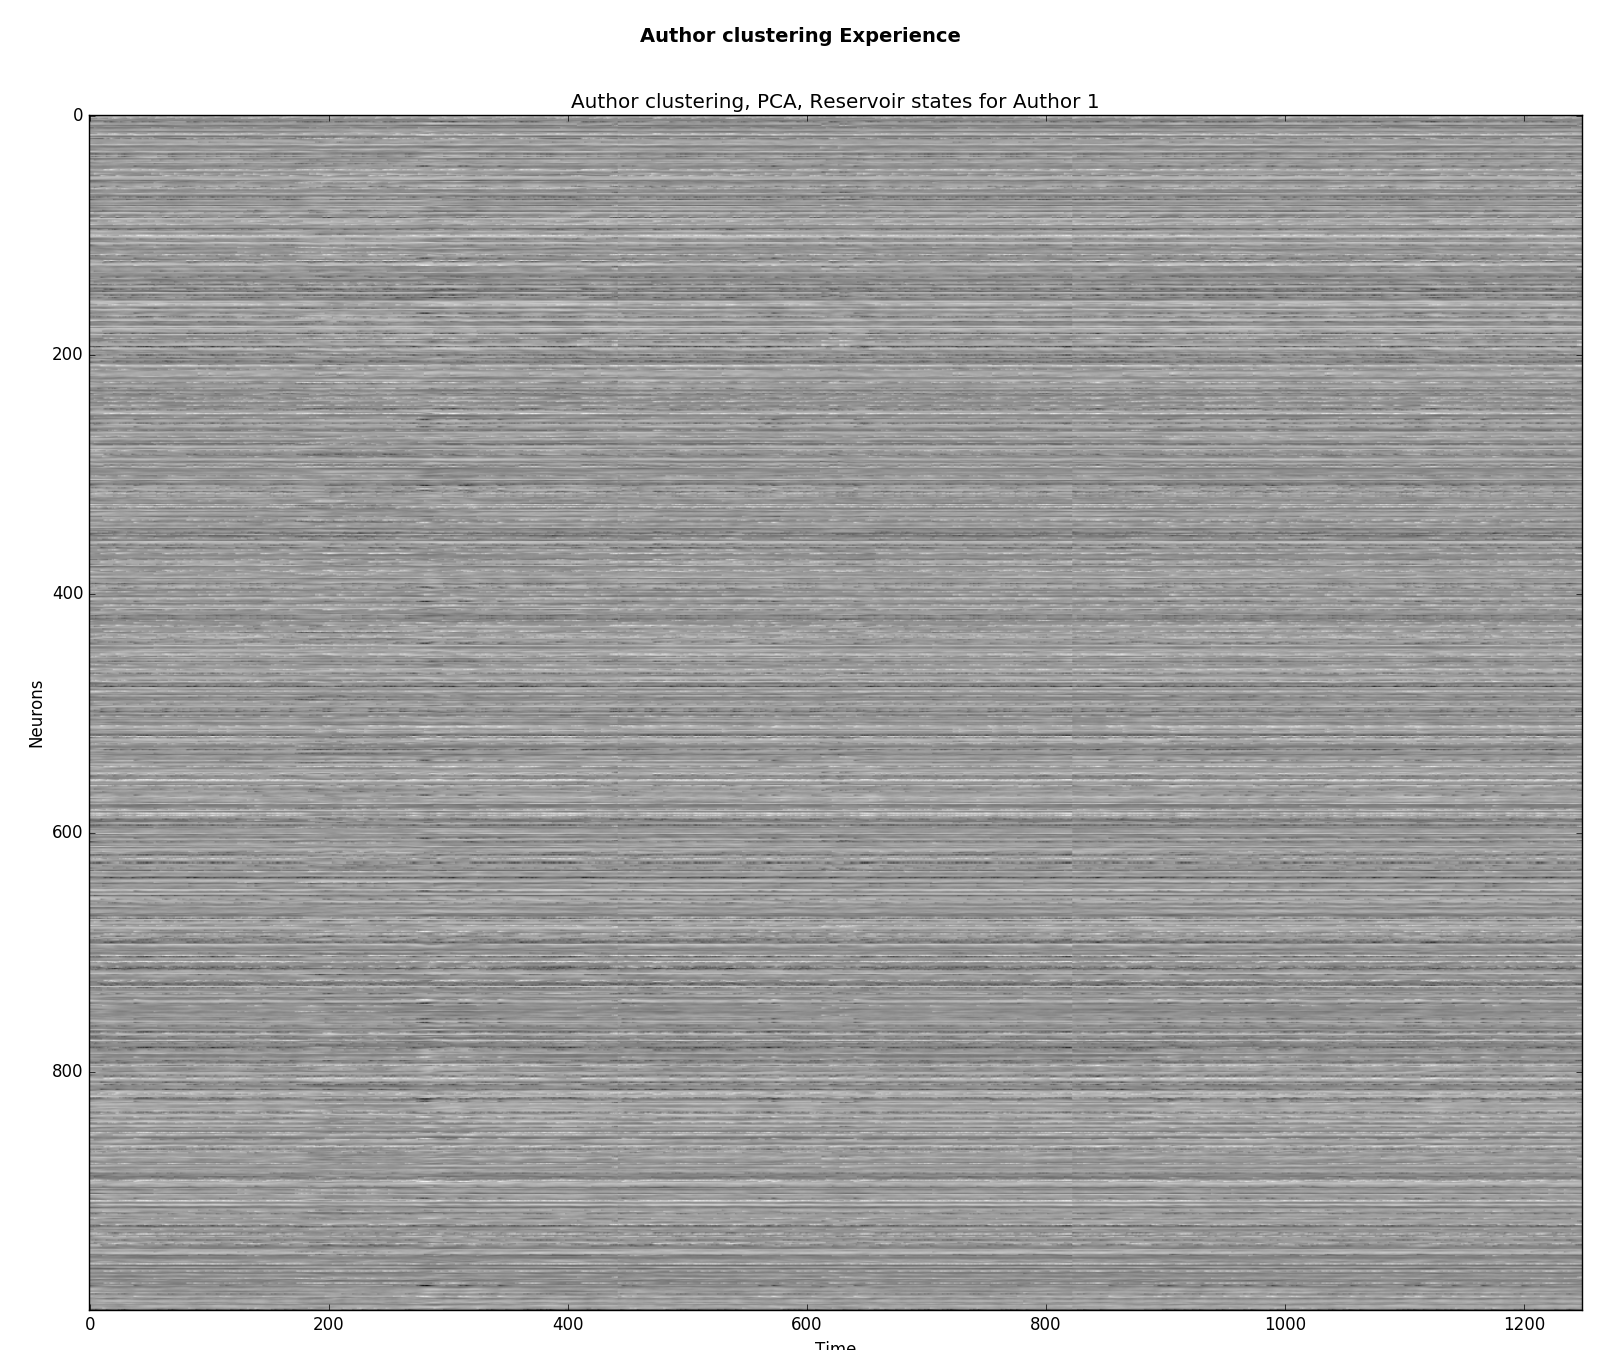 Author clustering Experience
Author clustering, PCA, Reservoir states for Author 1
0
200
400
600
800
Neurons
0 200 400 600 800 1000 1200
Time